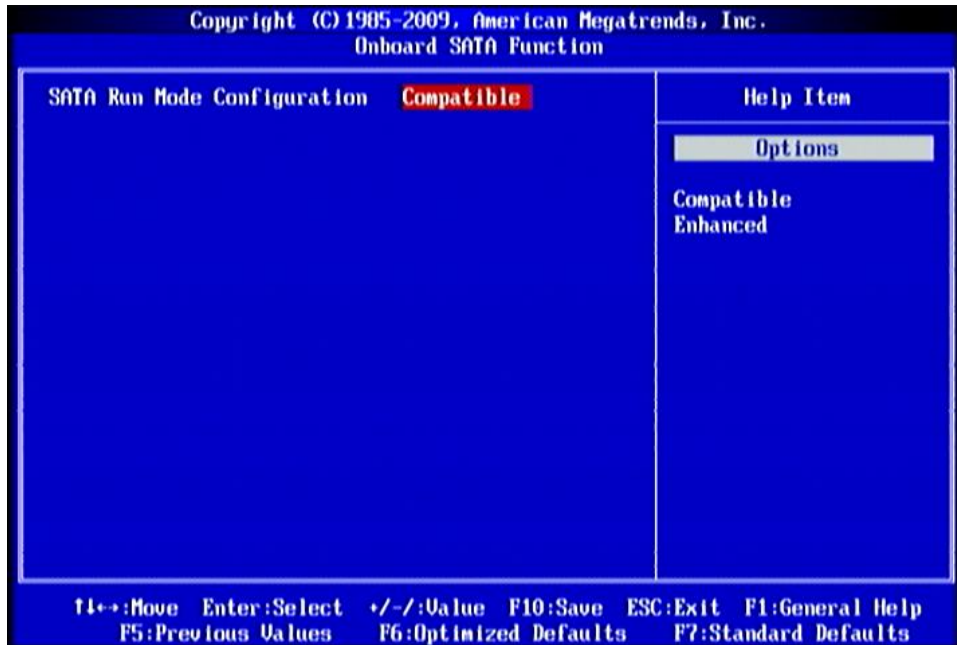 Copyright (C)1985-2009, American Megatrends, Inc.
Onboard SATA Function
SATA Run Mode Configuration Compatible
Help Item
Options
Compatible
Enhanced
↑↓←→:Move Enter:Select +/-/:Value F10:Save ESC:Exit F1:General Help
F5:Previous Values F6:Optimized Defaults F7:Standard Defaults